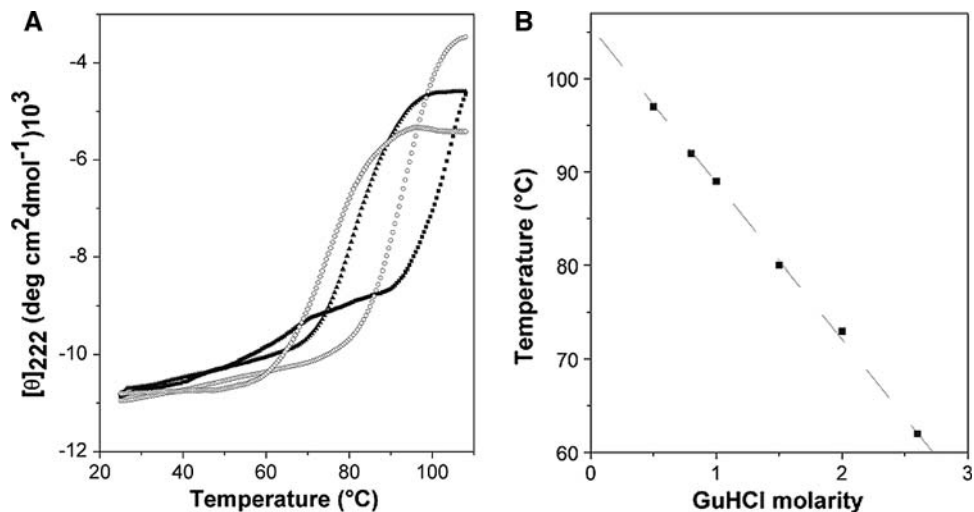 A
[θ]222 (deg cm2dmol-1)103
-4
-6
-8
-10
-12
20 40 60 80 100
Temperature (°C)
B
Temperature (°C)
100
90
80
70
60
0 1 2 3
GuHCl molarity